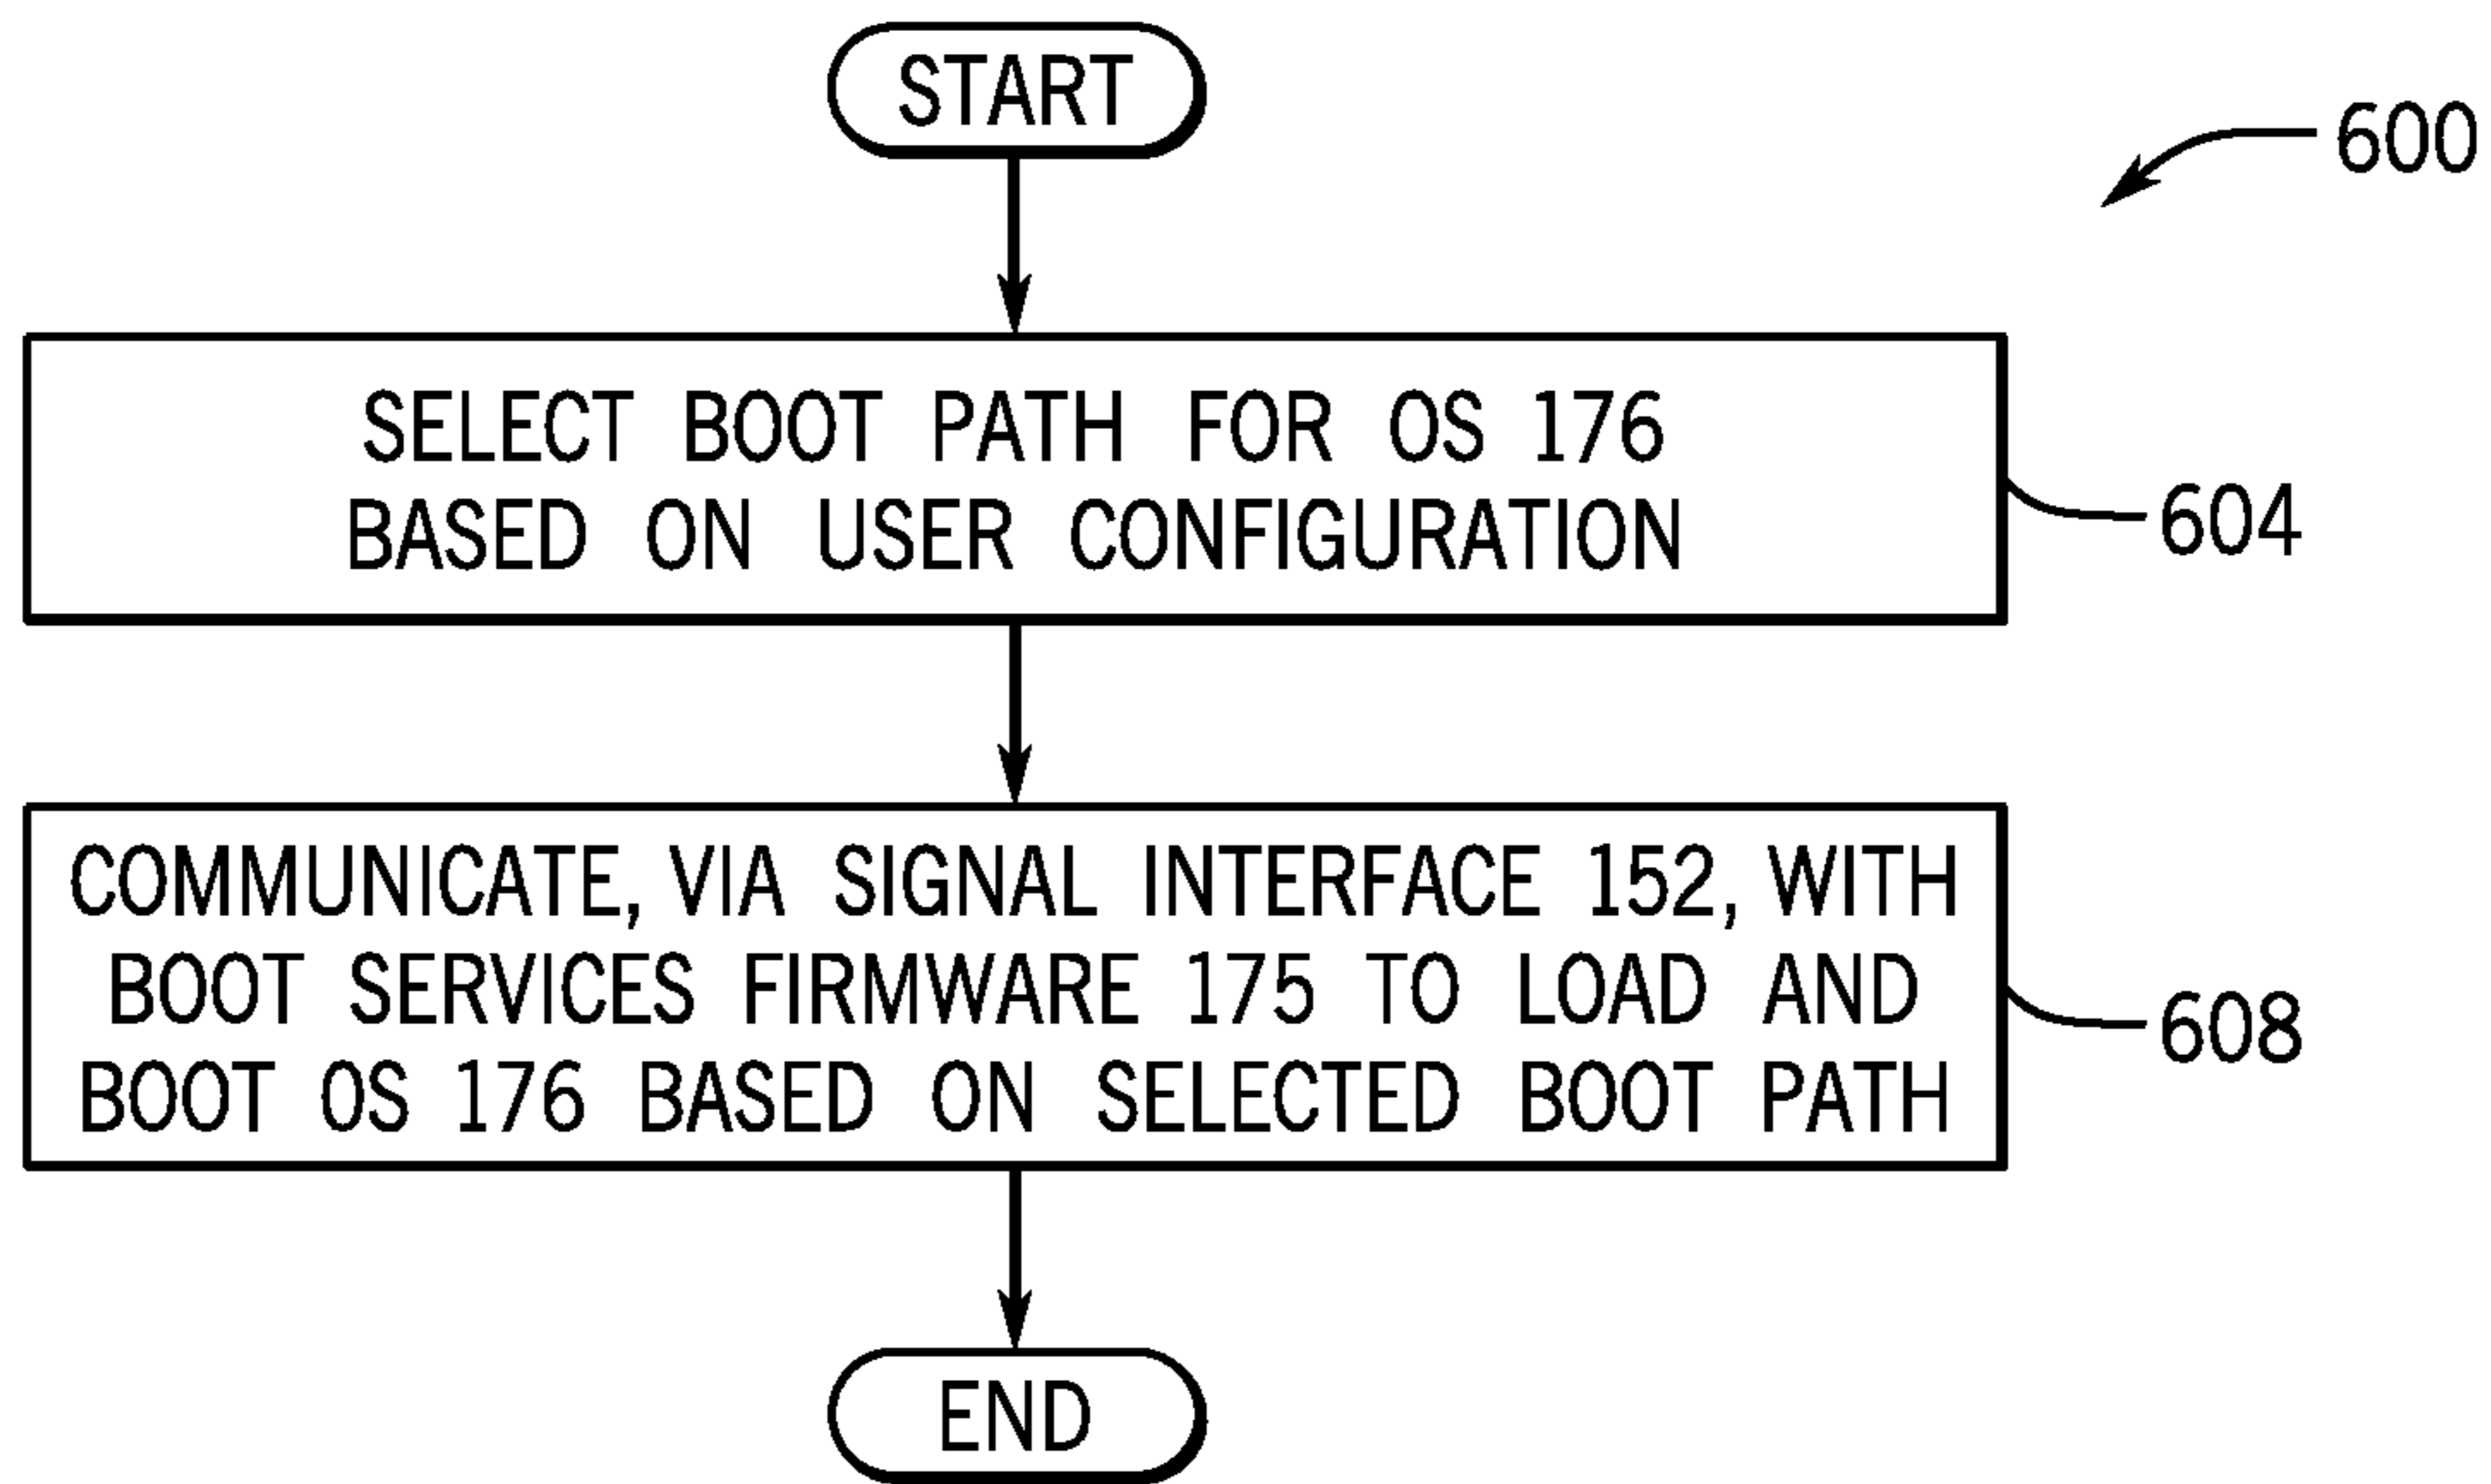 START
600
SELECT BOOT PATH FOR OS 176
BASED ON USER CONFIGURATION
604
COMMUNICATE, VIA SIGNAL INTERFACE 152, WITH
BOOT SERVICES FIRMWARE 175 TO LOAD AND
BOOT OS 176 BASED ON SELECTED BOOT PATH
608
END